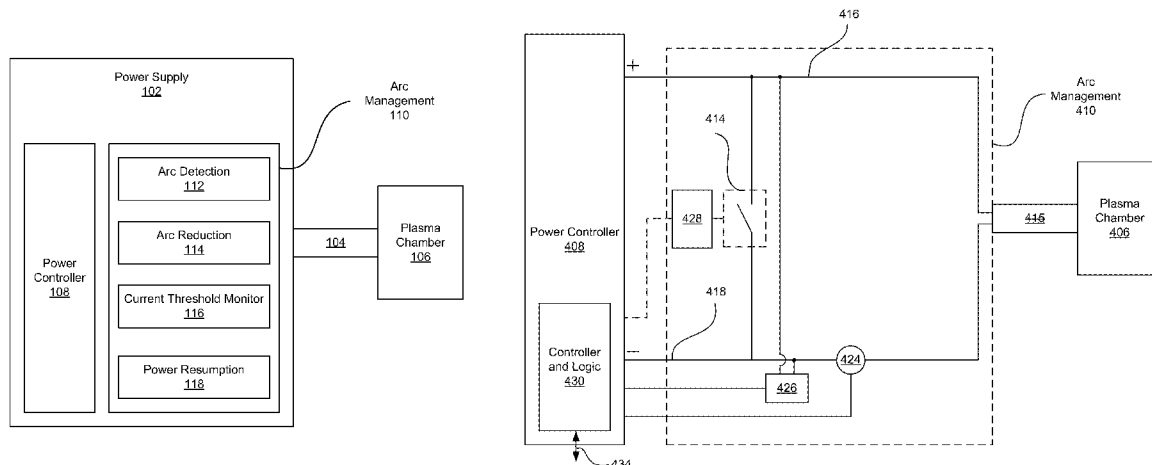 Power Supply
102
Arc
Management
110
Power
Controller
108
Arc Detection
112
Arc Reduction
114
Current Threshold Monitor
116
Power Resumption
118
104
Plasma
Chamber
106
416
+
Arc
Management
410
414
428
Power Controller
408
415
Plasma
Chamber
406
418
–
Controller
and Logic
430
424
426
434